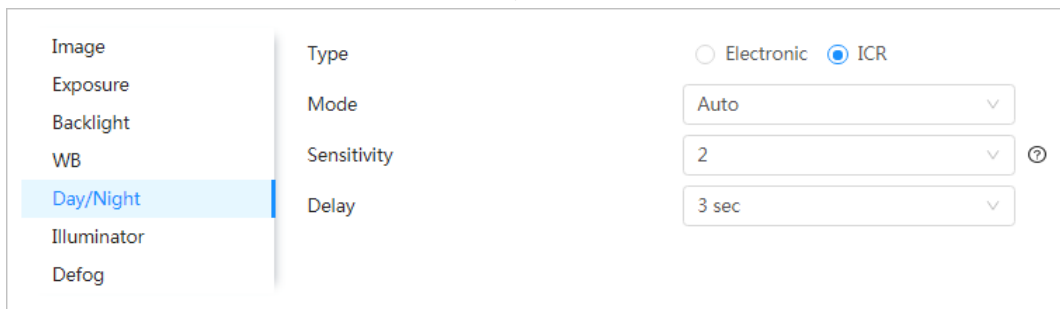 Image
Exposure
Backlight
WB
Day/Night
Illuminator
Defog
Type
Electronic ICR
Mode
Auto
Sensitivity
2
Delay
3 sec